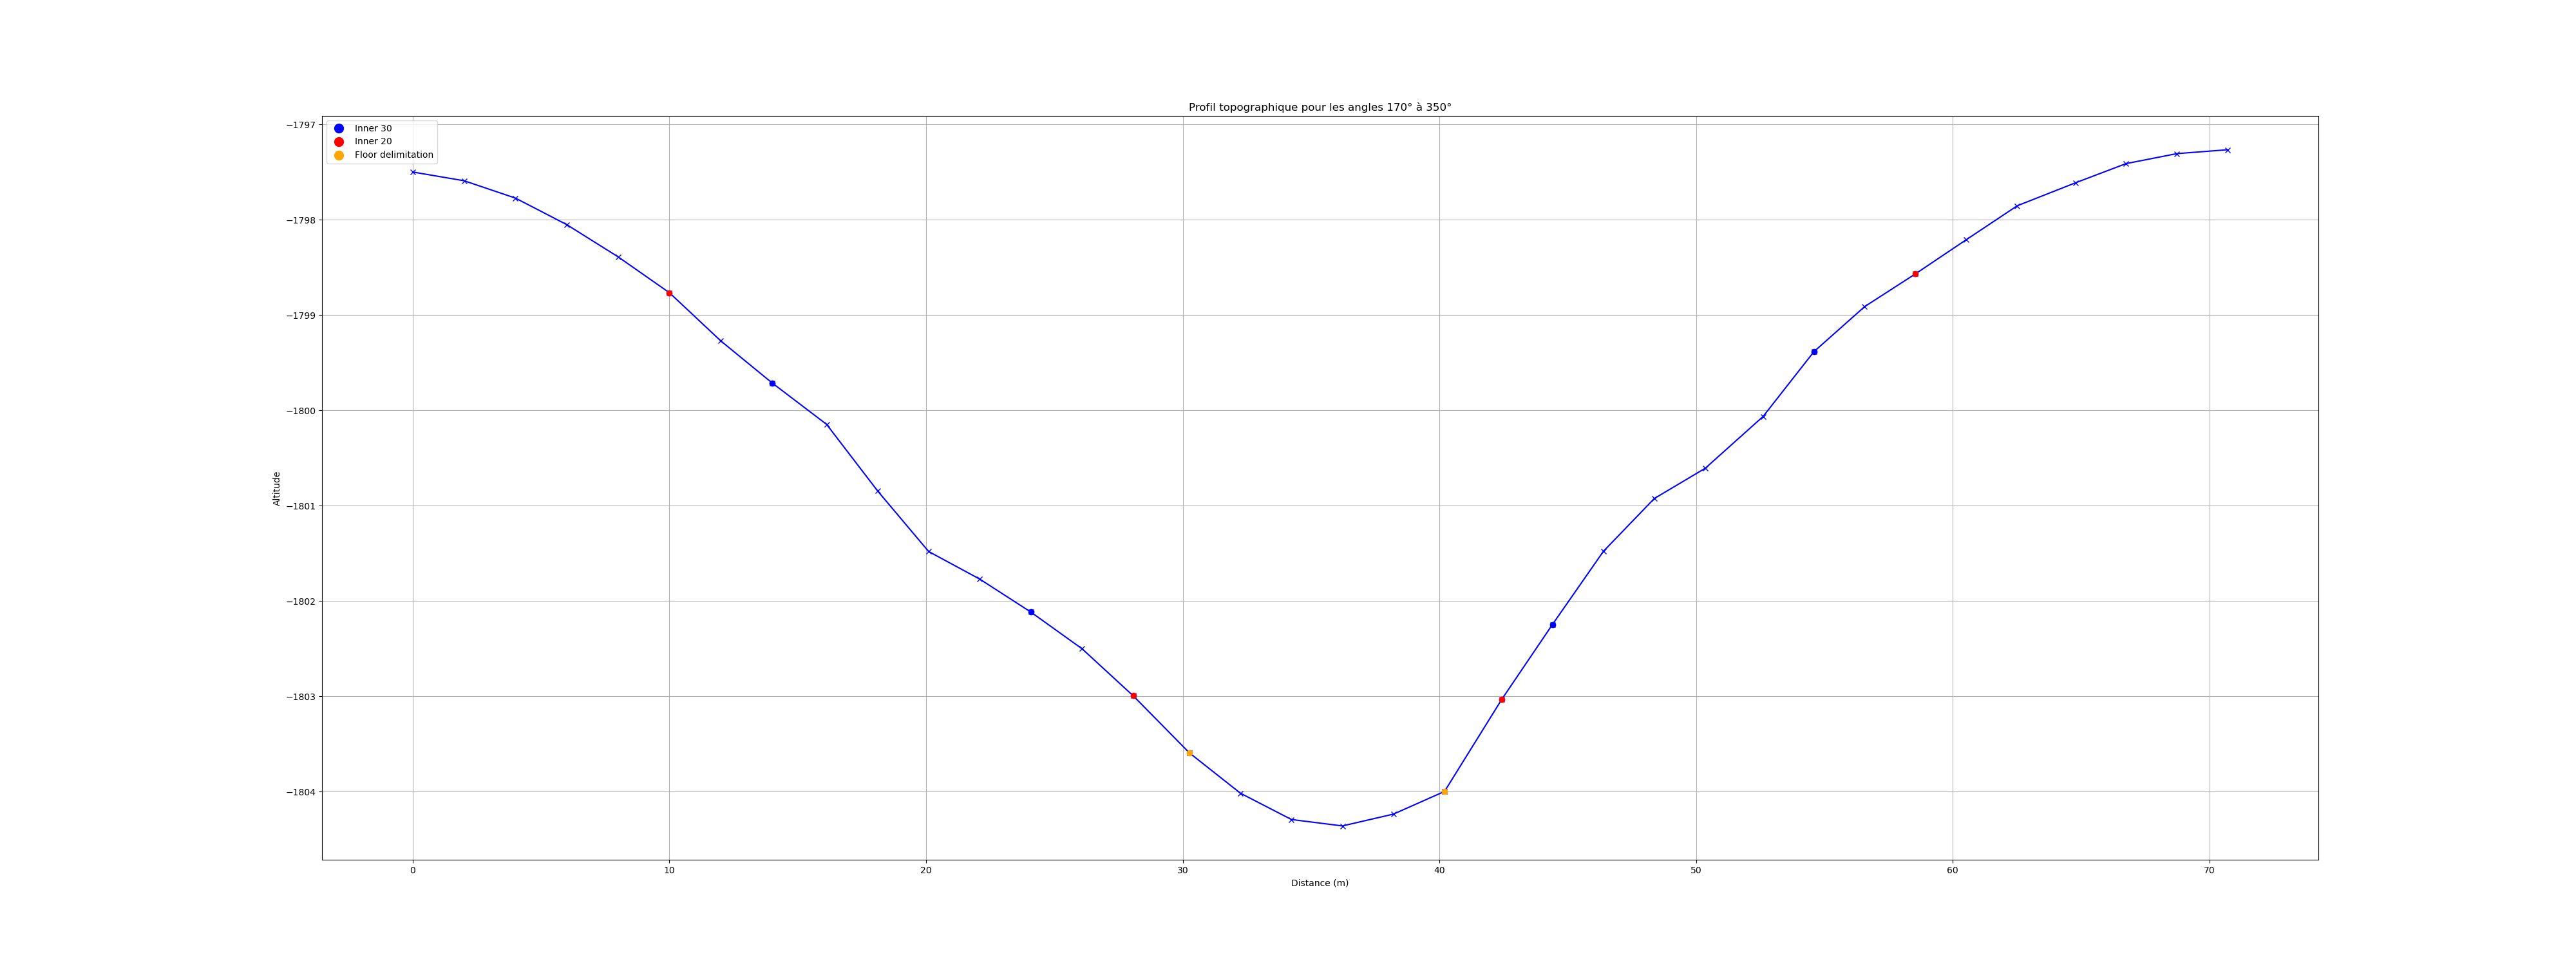 Profil topographique pour les angles 170° à 350°
Inner 30
Inner 20
Floor delimitation
−1797
−1798
−1799
−1800
−1801
−1802
−1803
−1804
Altitude
0 10 20 30 40 50 60 70
Distance (m)